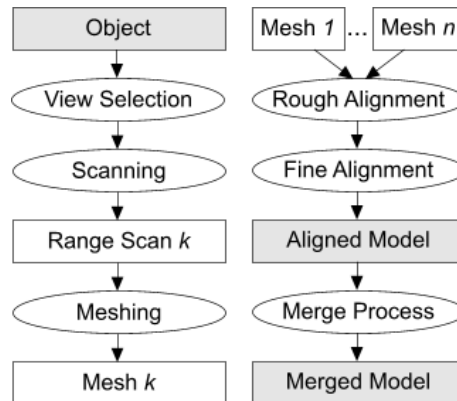 Object
View Selection
Scanning
Range Scan k
Meshing
Mesh k
Mesh 1 ... Mesh n
Rough Alignment
Fine Alignment
Aligned Model
Merge Process
Merged Model